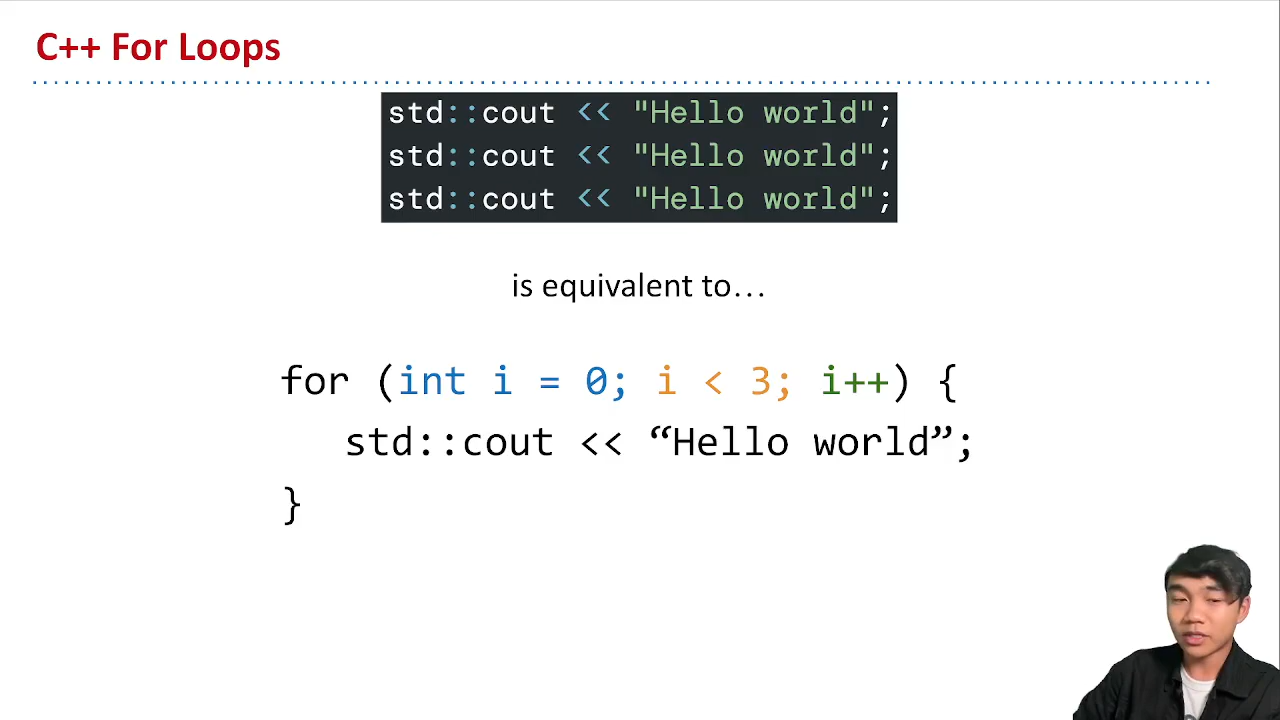 C++ For Loops
std::cout << "Hello world";
std::cout << "Hello world";
std::cout << "Hello world";
is equivalent to…
for (int i = 0; i < 3; i++) {
std::cout << “Hello world”;
}